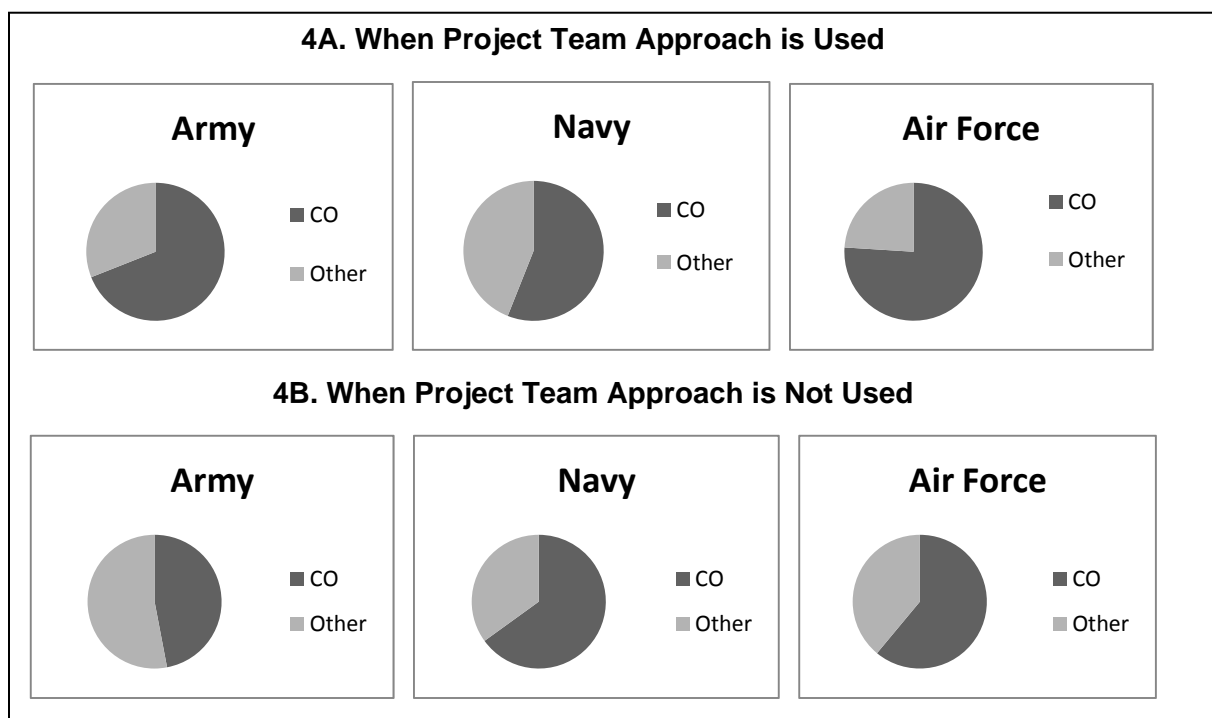 4A. When Project Team Approach is Used
Army
CO
Other
Navy
CO
Other
Air Force
CO
Other
4B. When Project Team Approach is Not Used
Army
CO
Other
Navy
CO
Other
Air Force
CO
Other